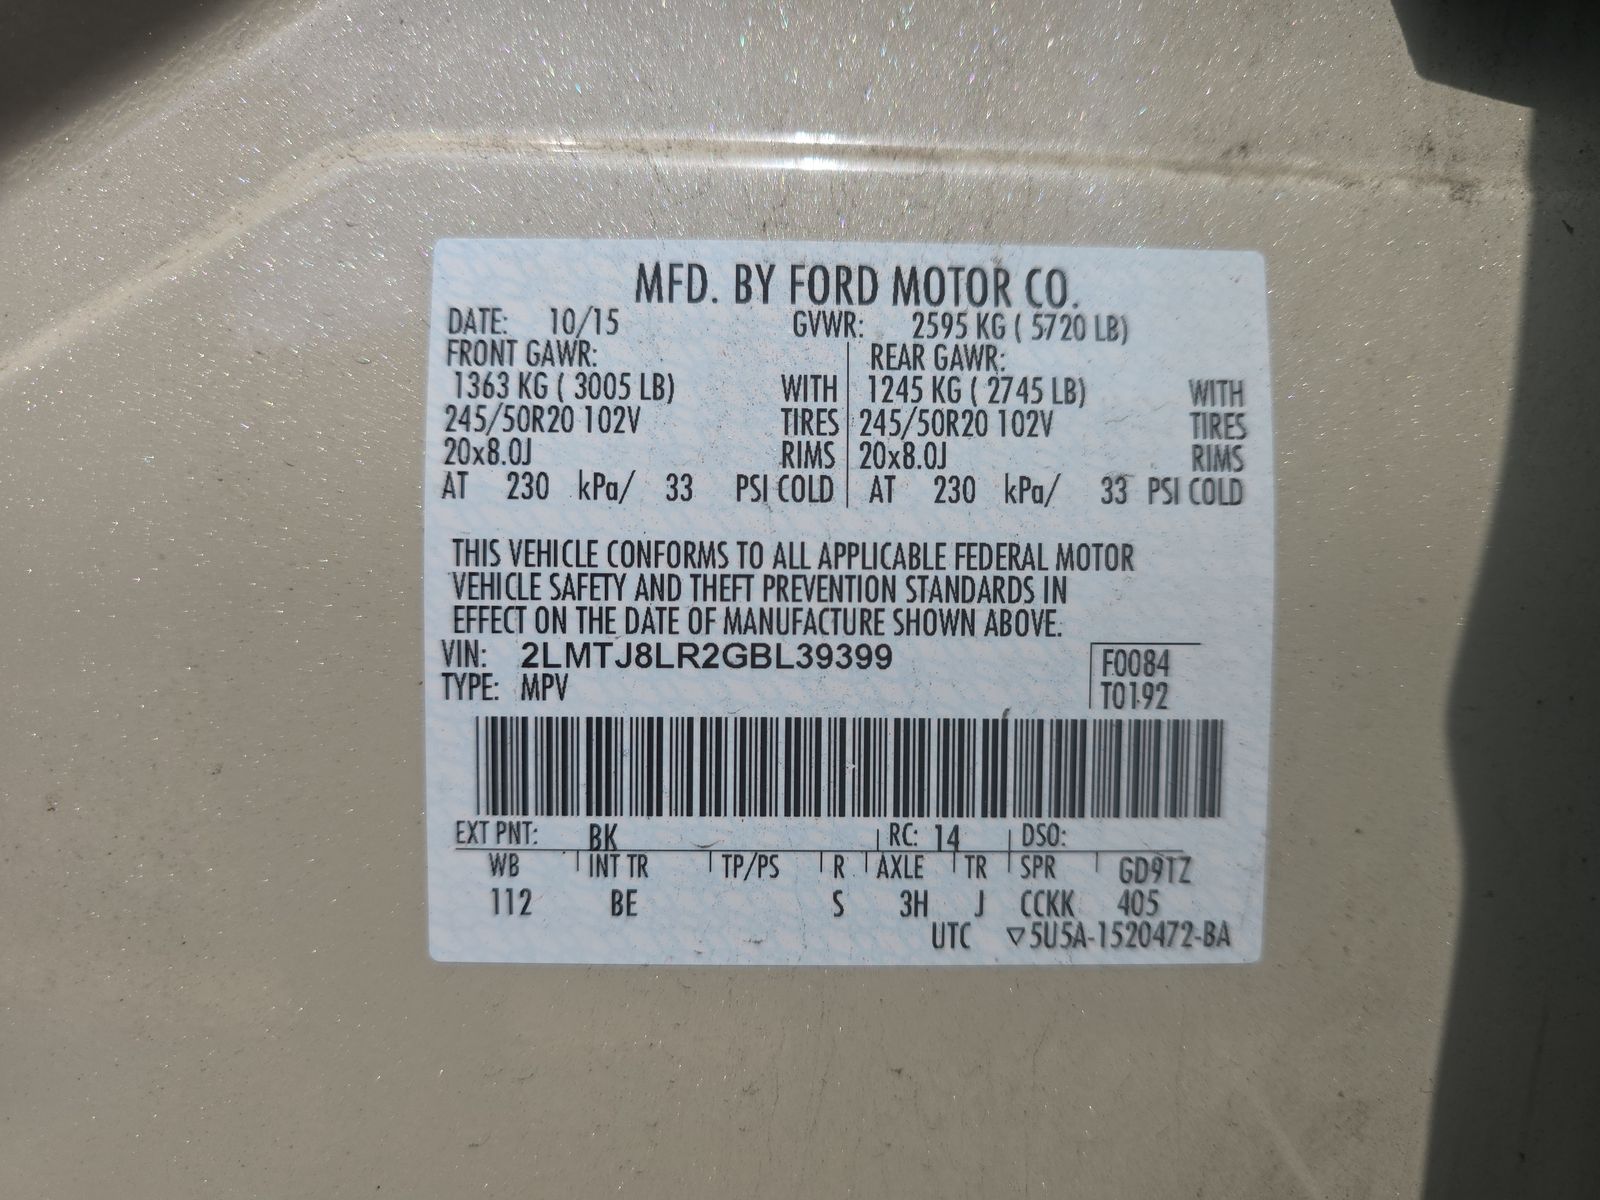 MFD. BY FORD MOTOR CO.
DATE: 10/15 GVWR: 2595 KG ( 5720 LB)
FRONT GAWR: REAR GAWR:
1363 KG ( 3005 LB) WITH 1245 KG ( 2745 LB) WITH
245/50R20 102V TIRES 245/50R20 102V TIRES
20x8.0J RIMS 20x8.0J RIMS
AT 230 kPa/ 33 PSI COLD AT 230 kPa/ 33 PSI COLD
THIS VEHICLE CONFORMS TO ALL APPLICABLE FEDERAL MOTOR
VEHICLE SAFETY AND THEFT PREVENTION STANDARDS IN
EFFECT ON THE DATE OF MANUFACTURE SHOWN ABOVE.
VIN: 2LMTJ8LR2GBL39399 F0084
TYPE: MPV T0192
EXT PNT: BK RC: 14 DSO:
WB INT TR TP/PS R AXLE TR SPR GD9TZ
112 BE S 3H J CCKK 405
UTC ▽5U5A-1520472-BA